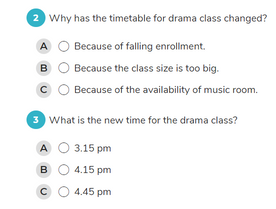 2 Why has the timetable for drama class changed?
A Because of falling enrollment.
B Because the class size is too big.
C Because of the availability of music room.
3 What is the new time for the drama class?
A 3.15 pm
B 4.15 pm
C 4.45 pm